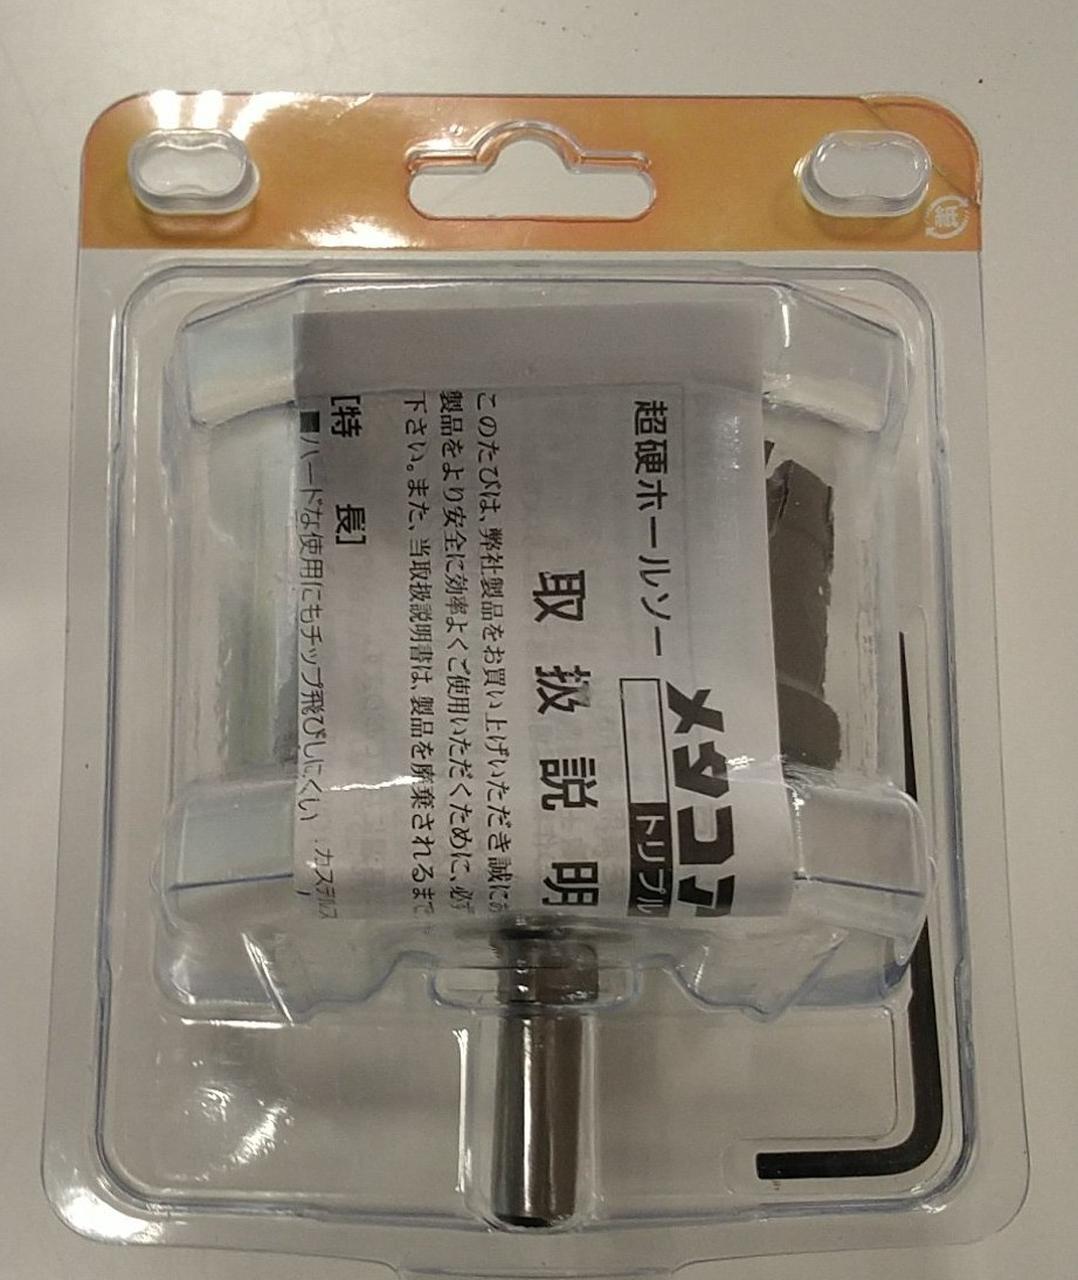 超硬ホールソー
メタコア
トリプル
取扱説明
このたびは、弊社製品をお買い上げいただき誠に
製品をより安全に効率よくご使用いただくために、必ず
下さい。また、当取扱説明書は、製品を廃棄されるまで
[特 長]
■ハードな使用にもチップ飛びしにくい
紙